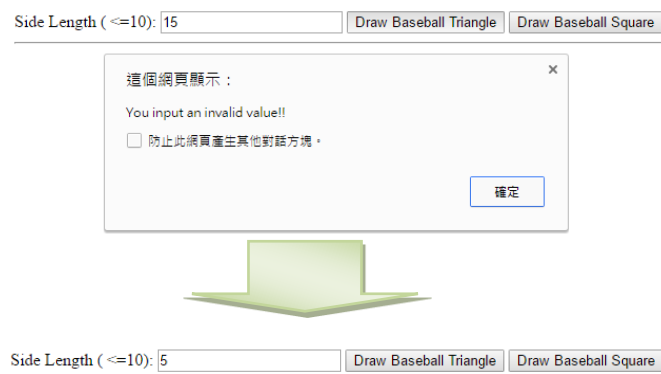 Side Length ( <=10): 15 Draw Baseball Triangle Draw Baseball Square
這個網頁顯示：
×
You input an invalid value!!
防止此網頁產生其他對話方塊。
確定
Side Length ( <=10): 5 Draw Baseball Triangle Draw Baseball Square